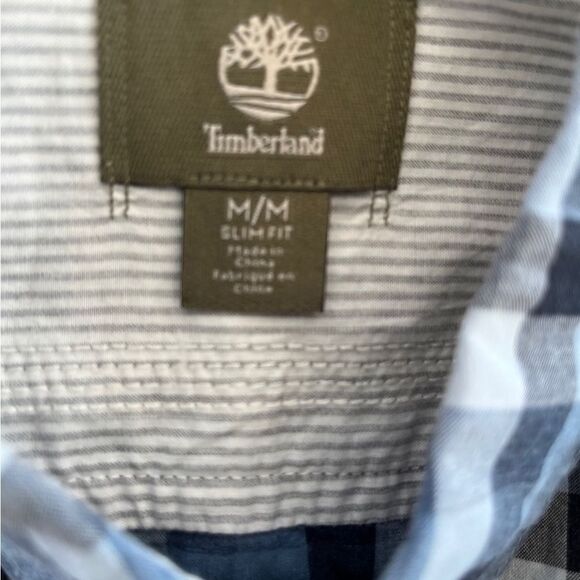 Timberland
M/M
SLIM FIT
Made in
China
Fabriqué en
Chine